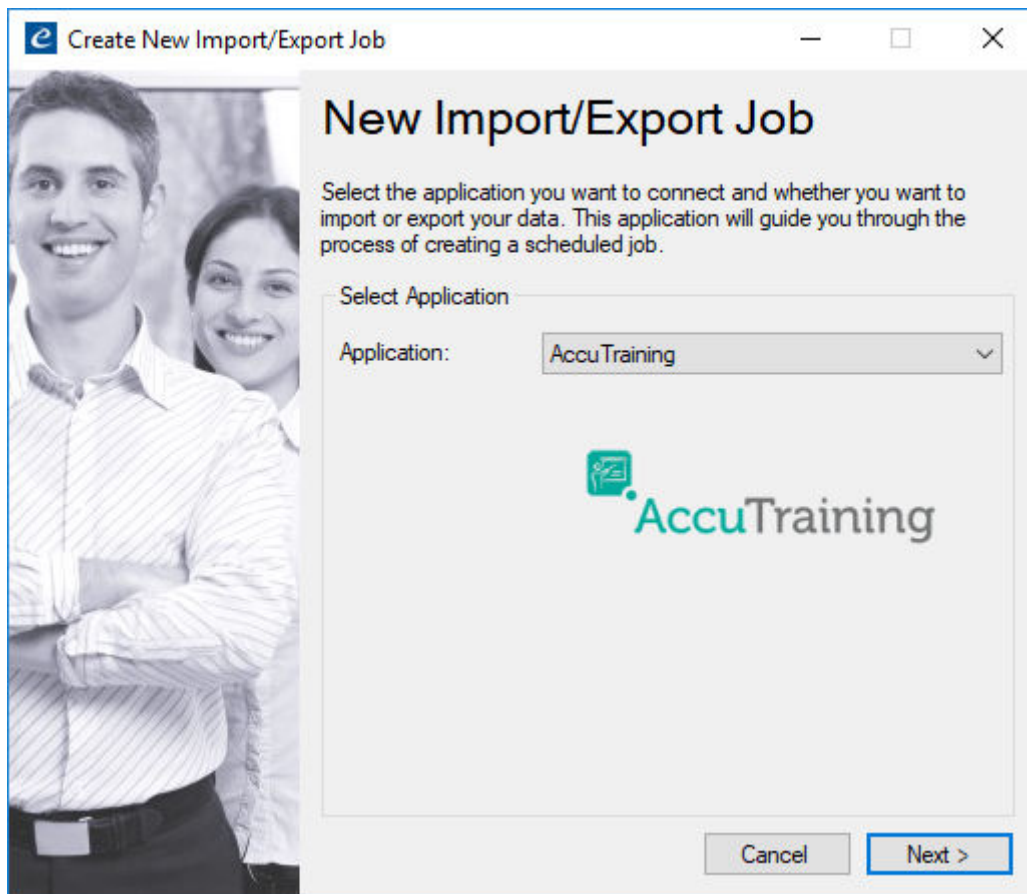 Create New Import/Export Job
New Import/Export Job
Select the application you want to connect and whether you want to
import or export your data. This application will guide you through the
process of creating a scheduled job.
Select Application
Application:
AccuTraining
AccuTraining
Cancel
Next >